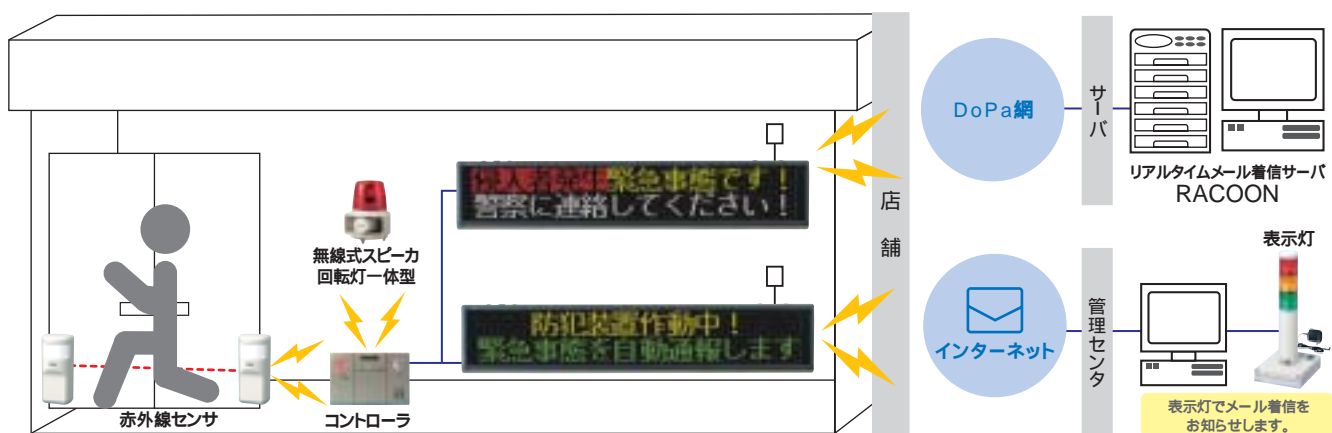 侵入者発生緊急事態です！
警察に連絡してください！
無線式スピーカ
回転灯一体型
防犯装置作動中！
緊急事態を自動通報します
赤外線センサ
コントローラ
店舗
DoPa網
サーバ
リアルタイムメール着信サーバ
RACOON
インターネット
管理センタ
表示灯
表示灯でメール着信を
お知らせします。